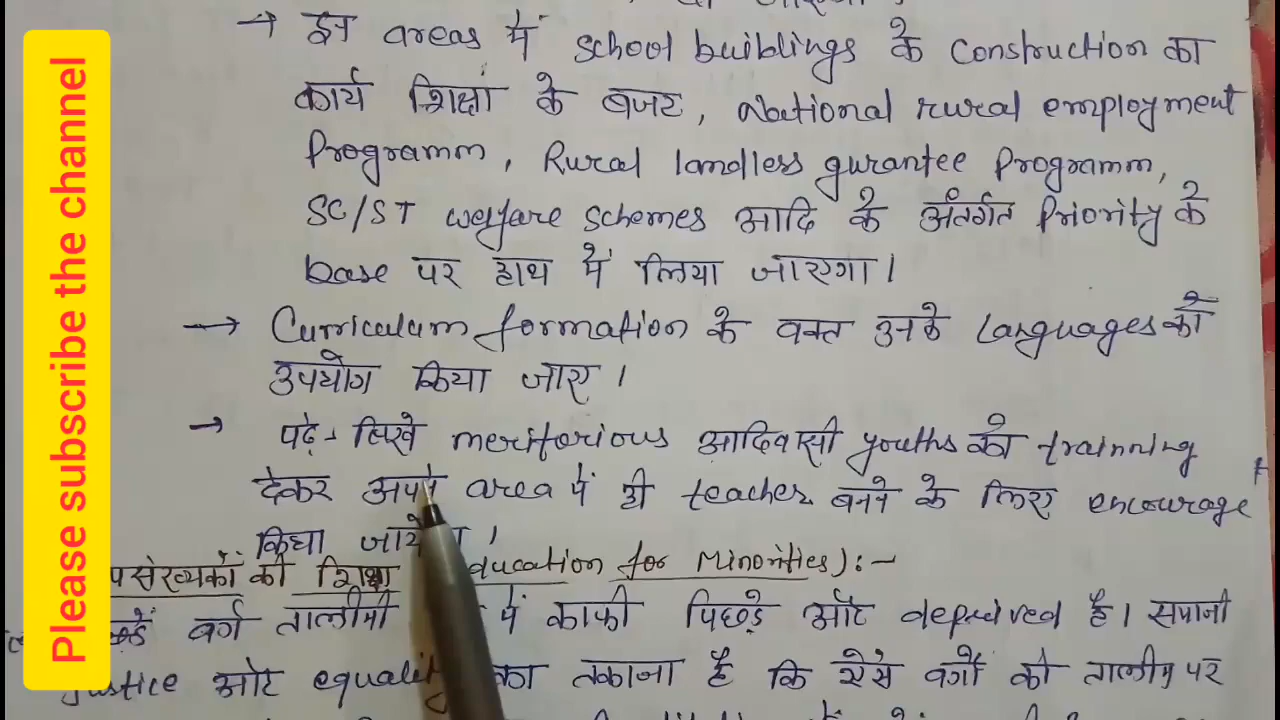 Please subscribe the channel
→ इन areas में school buildings के construction का
कार्य शिक्षा के बजट, National rural employment
Programm, Rural landless gurantee Programm,
SC/ST welfare schemes आदि के अंतर्गत Priority के
base पर हाथ में लिया जाएगा।
→ Curriculum formation के वक्त उनके languages को
उपयोग किया जाए।
→ पढ़े-लिखे meritorious आदिवासी youths को trainning
देकर अपने area में ही teacher बनने के लिए encourage
किया
की शिक्षा for Minorities):-
वर्ग तालीमी में काफी पिछड़े और deprived है। समाजी
Justice और equality का तकाजा है कि ऐसे वर्गों को तालीम पर